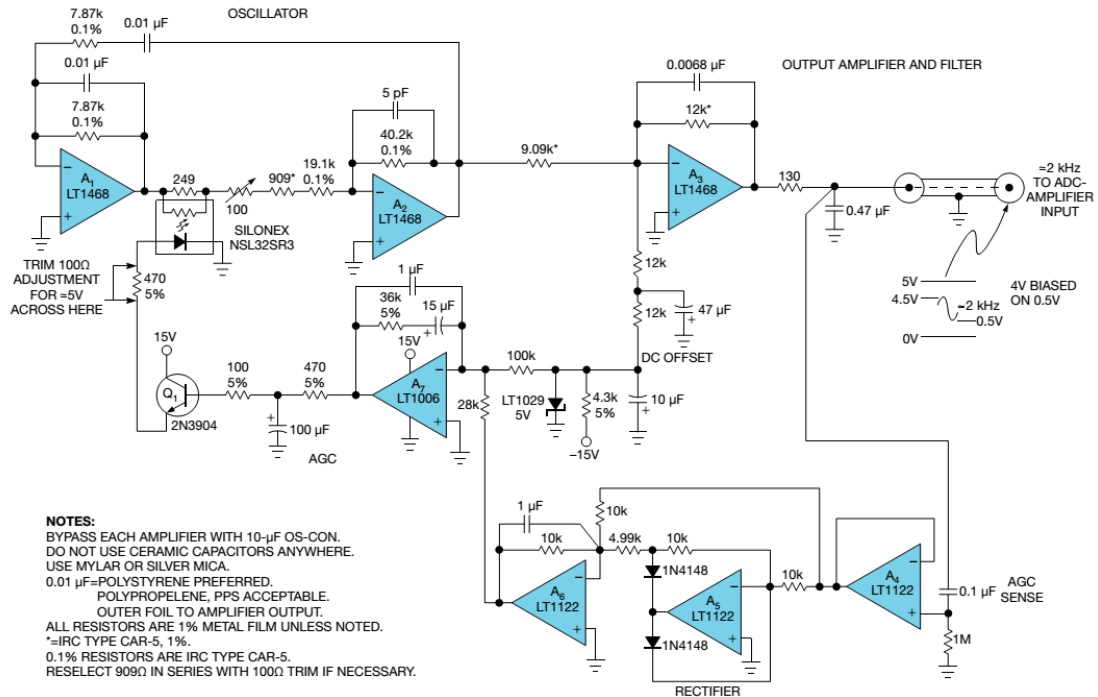 OSCILLATOR
7.87k
0.1%
0.01 µF
0.01 µF
7.87k
0.1%
A1
LT1468
249
SILONEX
NSL32SR3
100
909*
19.1k
0.1%
5 pF
40.2k
0.1%
A2
LT1468
9.09k*
0.0068 µF
12k*
OUTPUT AMPLIFIER AND FILTER
A3
LT1468
130
0.47 µF
≈2 kHz
TO ADC-
AMPLIFIER
INPUT
5V
4.5V
0V
~2 kHz
0.5V
4V BIASED
ON 0.5V
TRIM 100Ω
ADJUSTMENT
FOR ≈5V
ACROSS HERE
470
5%
15V
Q1
2N3904
100
5%
470
5%
100 µF
AGC
1 µF
36k
5%
15 µF
15V
A7
LT1006
100k
28k
LT1029
5V
4.3k
5%
–15V
12k
12k
47 µF
DC OFFSET
10 µF
1 µF
10k
10k
4.99k
10k
A6
LT1122
1N4148
1N4148
A5
LT1122
10k
A4
LT1122
0.1 µF
AGC
SENSE
1M
RECTIFIER
NOTES:
BYPASS EACH AMPLIFIER WITH 10-µF OS-CON.
DO NOT USE CERAMIC CAPACITORS ANYWHERE.
USE MYLAR OR SILVER MICA.
0.01 µF=POLYSTYRENE PREFERRED.
POLYPROPELENE, PPS ACCEPTABLE.
OUTER FOIL TO AMPLIFIER OUTPUT.
ALL RESISTORS ARE 1% METAL FILM UNLESS NOTED.
*=IRC TYPE CAR-5, 1%.
0.1% RESISTORS ARE IRC TYPE CAR-5.
RESELECT 909Ω IN SERIES WITH 100Ω TRIM IF NECESSARY.